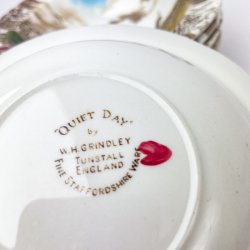 "QUIET DAY"
by
W.H.GRINDLEY
TUNSTALL
ENGLAND
FINE STAFFORDSHIRE WARE